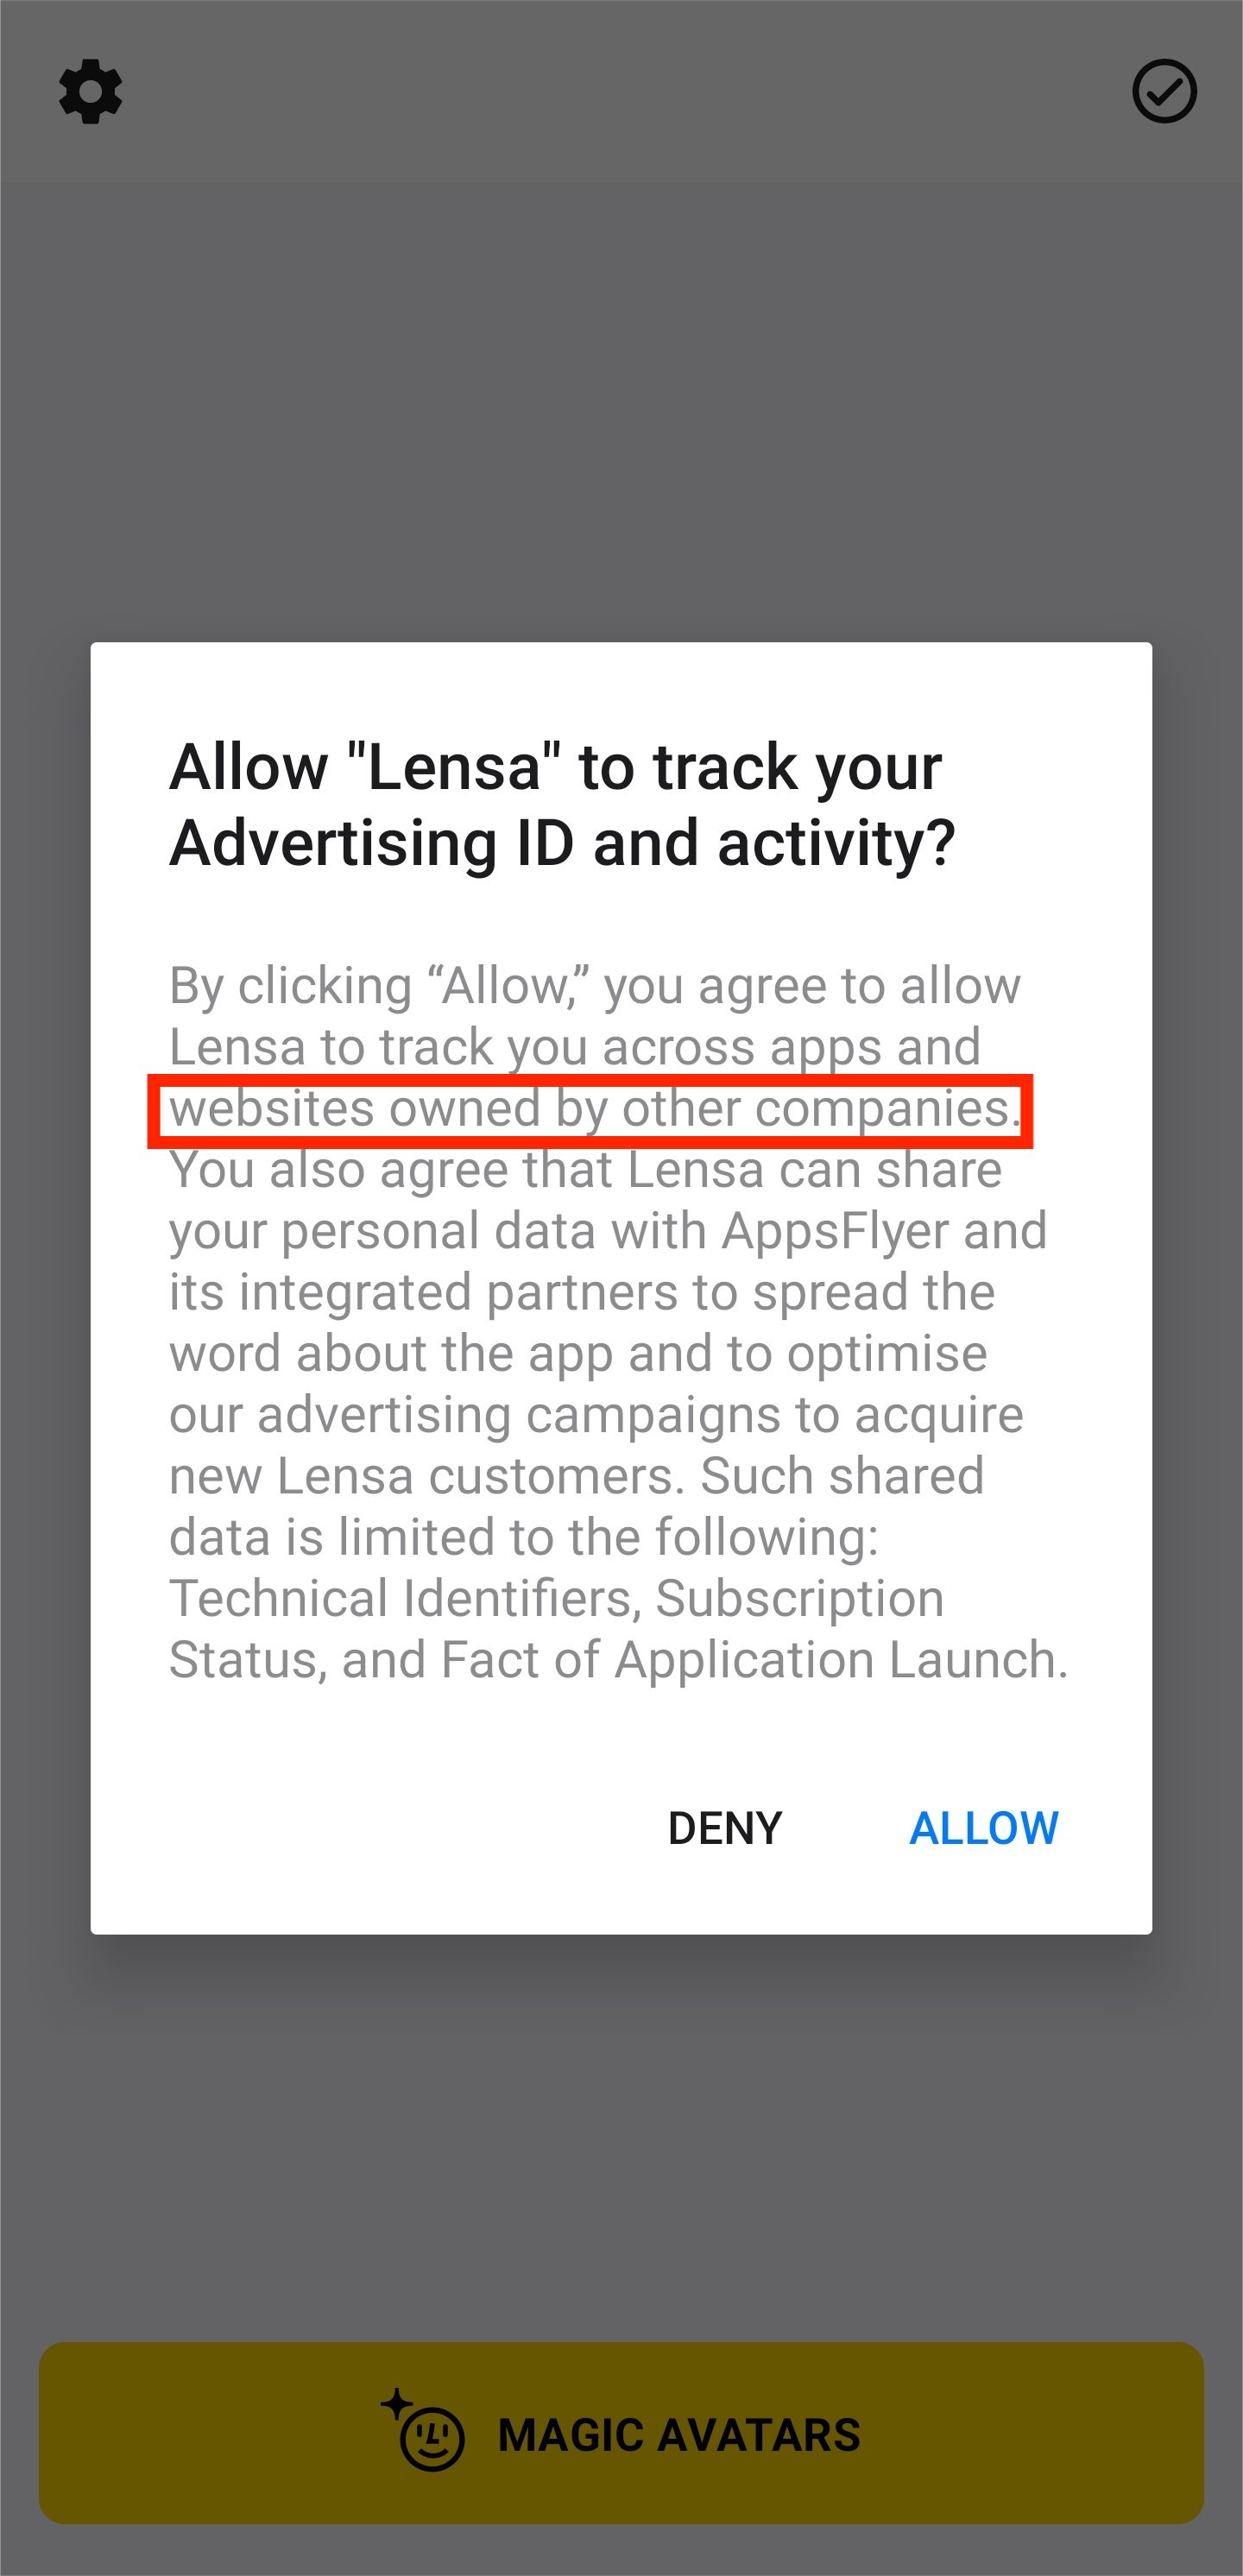 Allow "Lensa" to track your
Advertising ID and activity?
By clicking “Allow,” you agree to allow
Lensa to track you across apps and
websites owned by other companies.
You also agree that Lensa can share
your personal data with AppsFlyer and
its integrated partners to spread the
word about the app and to optimise
our advertising campaigns to acquire
new Lensa customers. Such shared
data is limited to the following:
Technical Identifiers, Subscription
Status, and Fact of Application Launch.
DENY ALLOW
MAGIC AVATARS